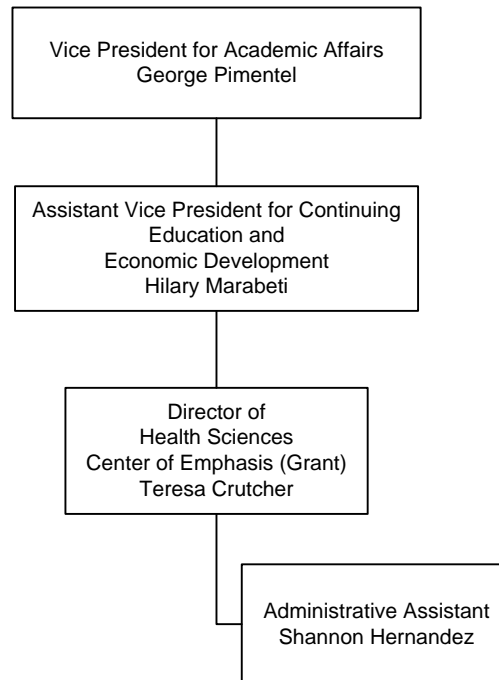 Vice President for Academic Affairs
George Pimentel
Assistant Vice President for Continuing
Education and
Economic Development
Hilary Marabeti
Director of
Health Sciences
Center of Emphasis (Grant)
Teresa Crutcher
Administrative Assistant
Shannon Hernandez